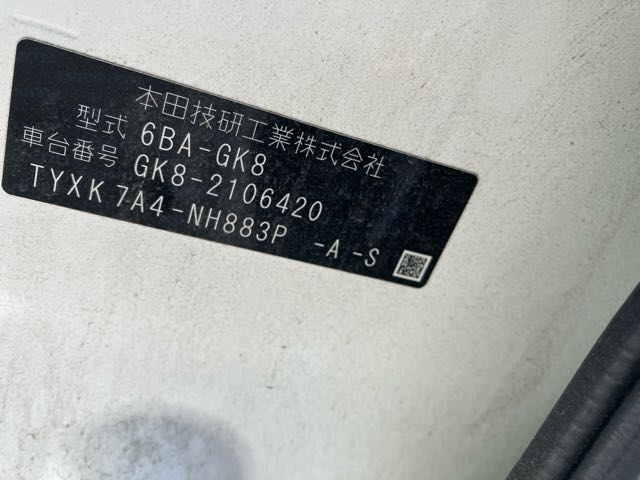 本田技研工業株式会社
型式 6BA-GK8
車台番号 GK8-2106420
TYXK 7A4-NH883P -A -S